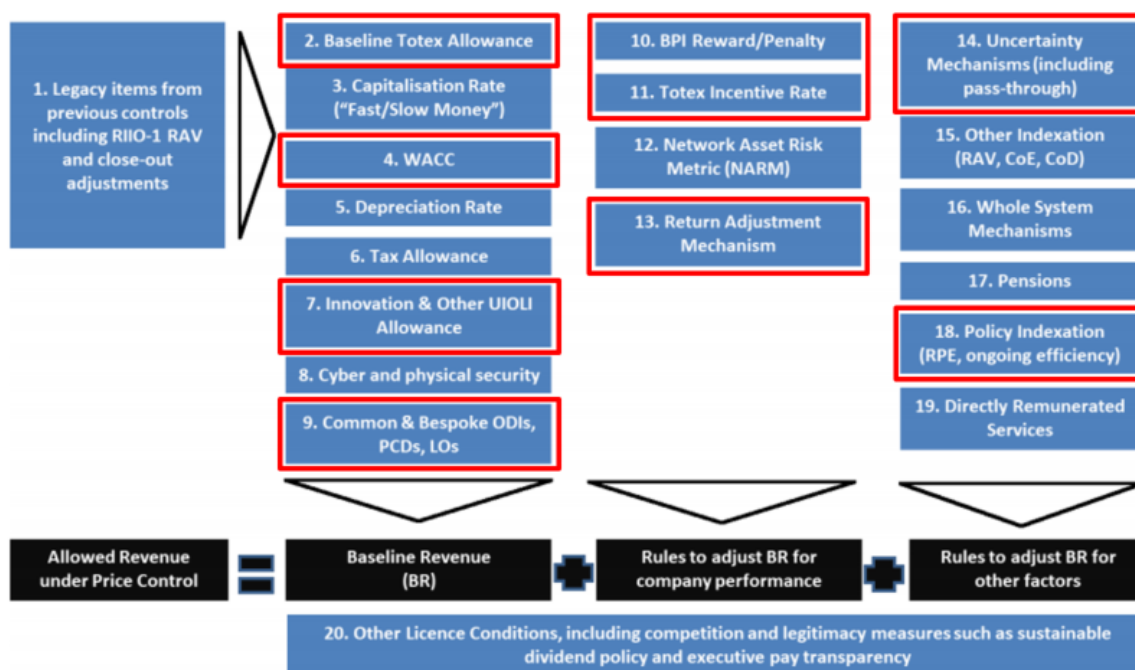 1. Legacy items from
previous controls
including RIIO-1 RAV
and close-out
adjustments
2. Baseline Totex Allowance
3. Capitalisation Rate
(“Fast/Slow Money”)
4. WACC
5. Depreciation Rate
6. Tax Allowance
7. Innovation & Other UIOLI
Allowance
8. Cyber and physical security
9. Common & Bespoke ODIs,
PCDs, LOs
10. BPI Reward/Penalty
11. Totex Incentive Rate
12. Network Asset Risk
Metric (NARM)
13. Return Adjustment
Mechanism
14. Uncertainty
Mechanisms (including
pass-through)
15. Other Indexation
(RAV, CoE, CoD)
16. Whole System
Mechanisms
17. Pensions
18. Policy Indexation
(RPE, ongoing efficiency)
19. Directly Remunerated
Services
Allowed Revenue
under Price Control
Baseline Revenue
(BR)
Rules to adjust BR for
company performance
Rules to adjust BR for
other factors
20. Other Licence Conditions, including competition and legitimacy measures such as sustainable
dividend policy and executive pay transparency